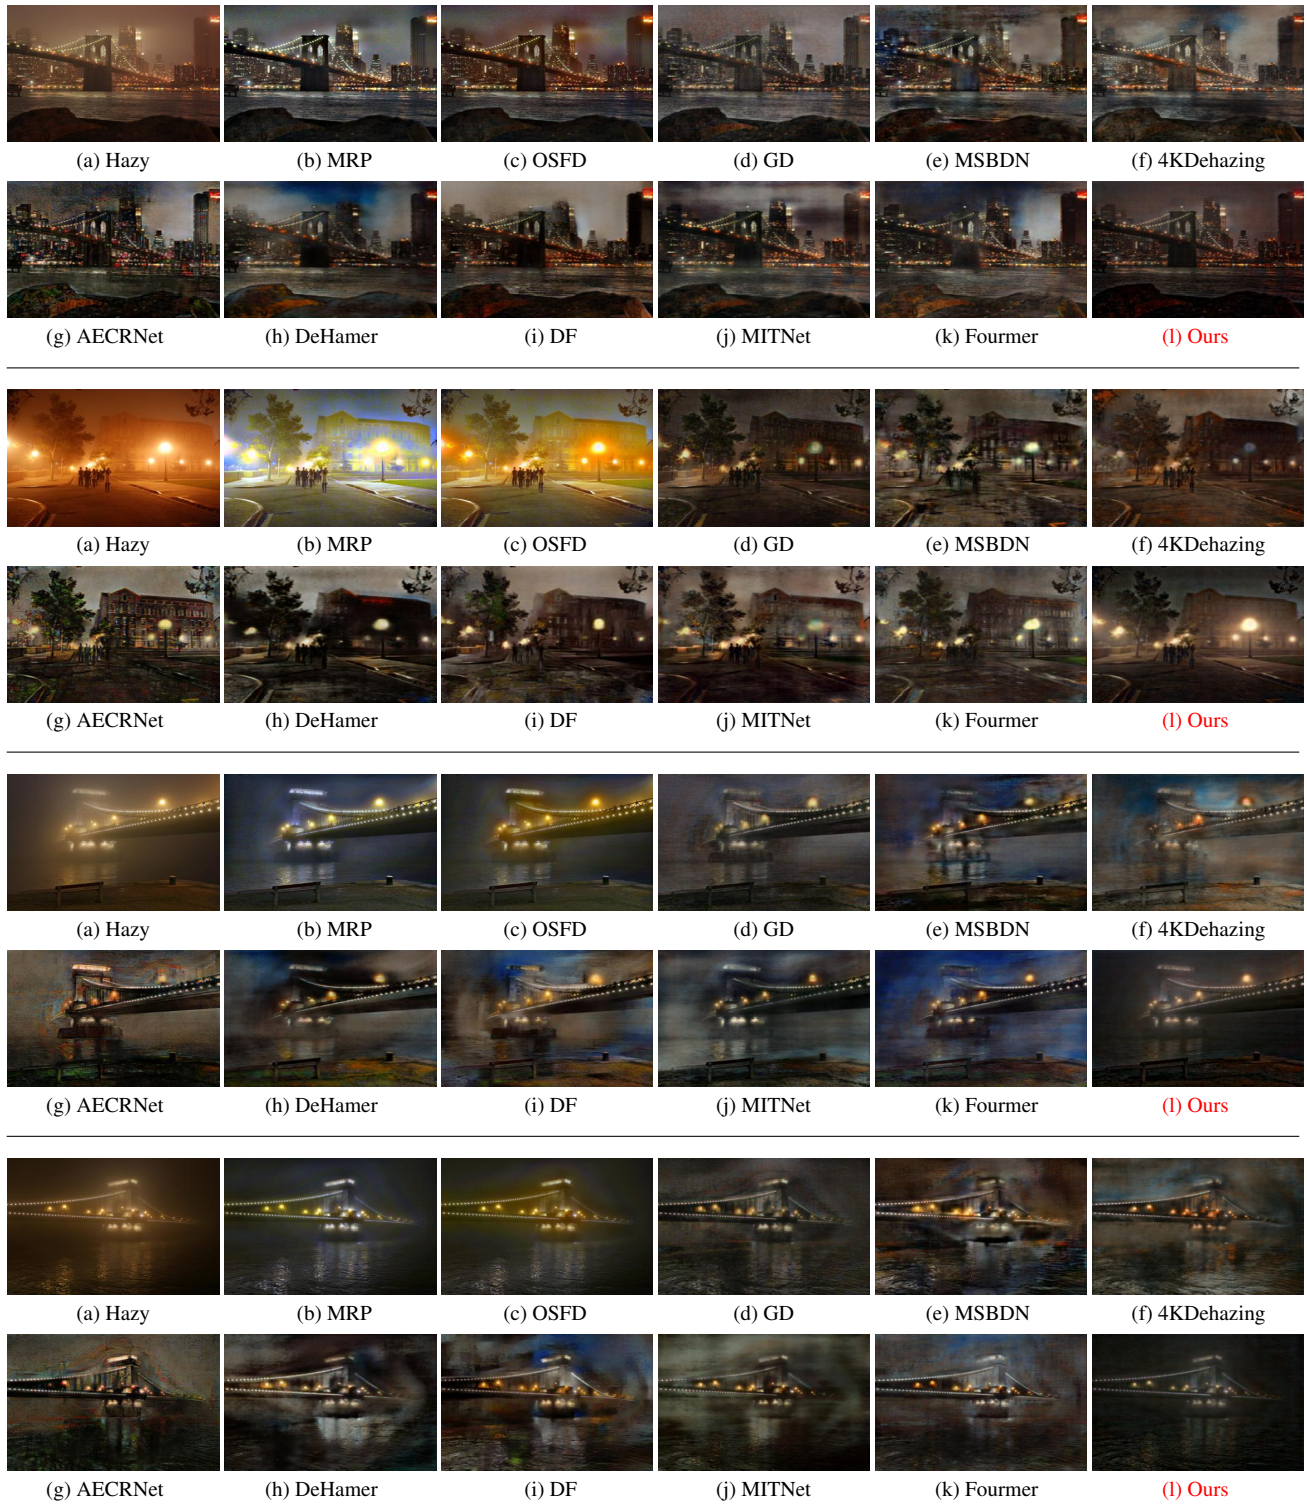 (a) Hazy (b) MRP (c) OSFD (d) GD (e) MSBDN (f) 4KDehazing
(g) AECRNet (h) DeHamer (i) DF (j) MITNet (k) Fourmer (l) Ours
(a) Hazy (b) MRP (c) OSFD (d) GD (e) MSBDN (f) 4KDehazing
(g) AECRNet (h) DeHamer (i) DF (j) MITNet (k) Fourmer (l) Ours
(a) Hazy (b) MRP (c) OSFD (d) GD (e) MSBDN (f) 4KDehazing
(g) AECRNet (h) DeHamer (i) DF (j) MITNet (k) Fourmer (l) Ours
(a) Hazy (b) MRP (c) OSFD (d) GD (e) MSBDN (f) 4KDehazing
(g) AECRNet (h) DeHamer (i) DF (j) MITNet (k) Fourmer (l) Ours